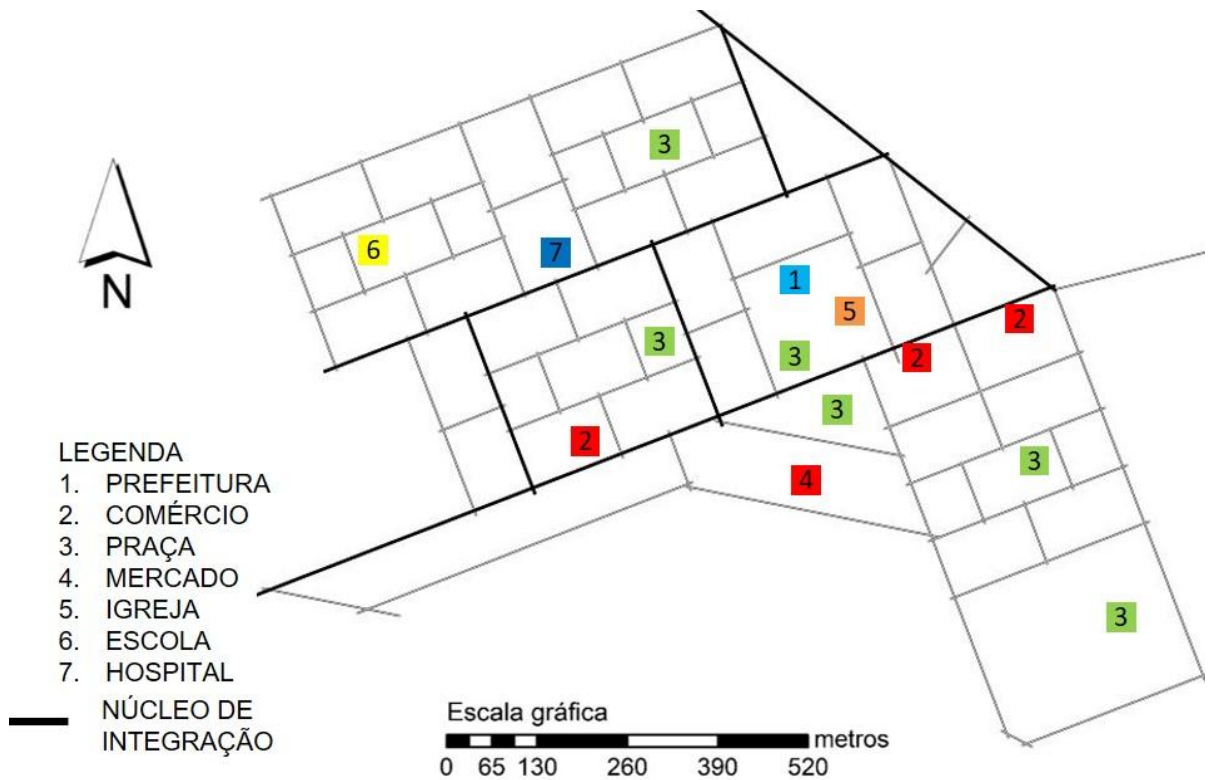 3
6
7
1
5
2
3
3
2
3
2
3
4
3
N
LEGENDA
1. PREFEITURA
2. COMÉRCIO
3. PRAÇA
4. MERCADO
5. IGREJA
6. ESCOLA
7. HOSPITAL
NÚCLEO DE
INTEGRAÇÃO
Escala gráfica
metros
0 65 130 260 390 520